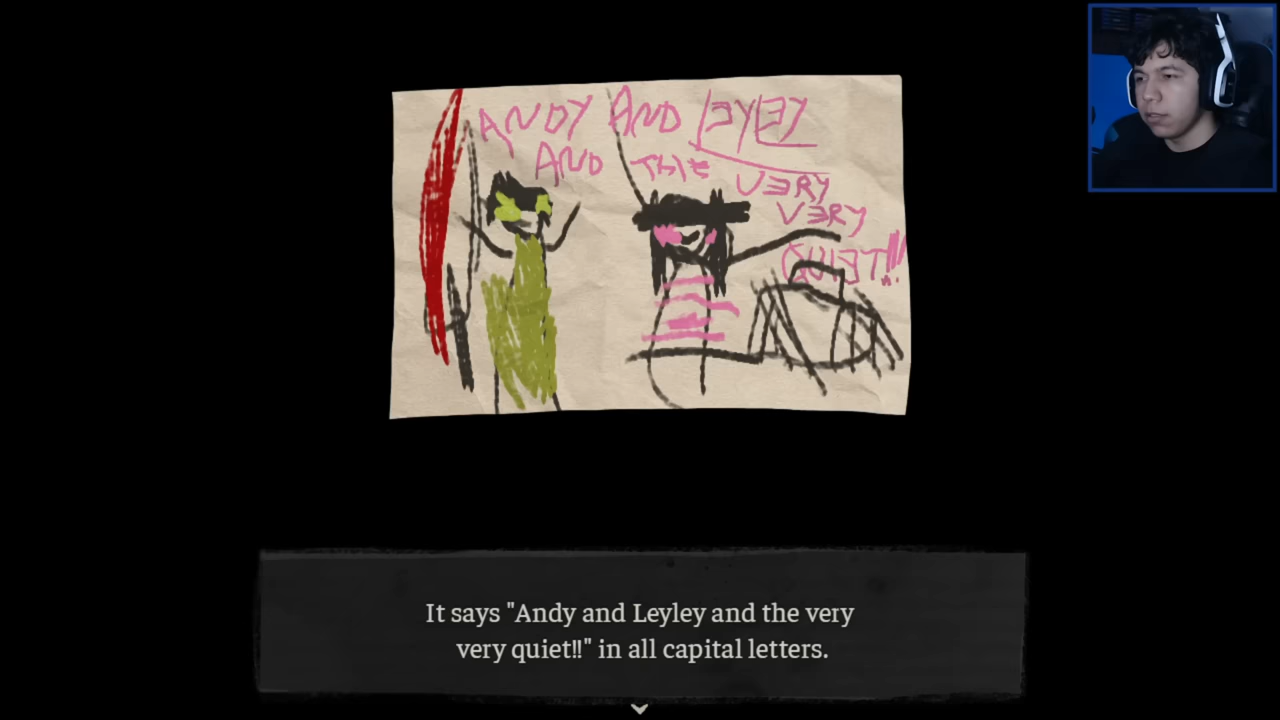 ANDY AND LEYLEY
AND THE VERY
VERY
QUIET!!!
It says "Andy and Leyley and the very
very quiet!!" in all capital letters.